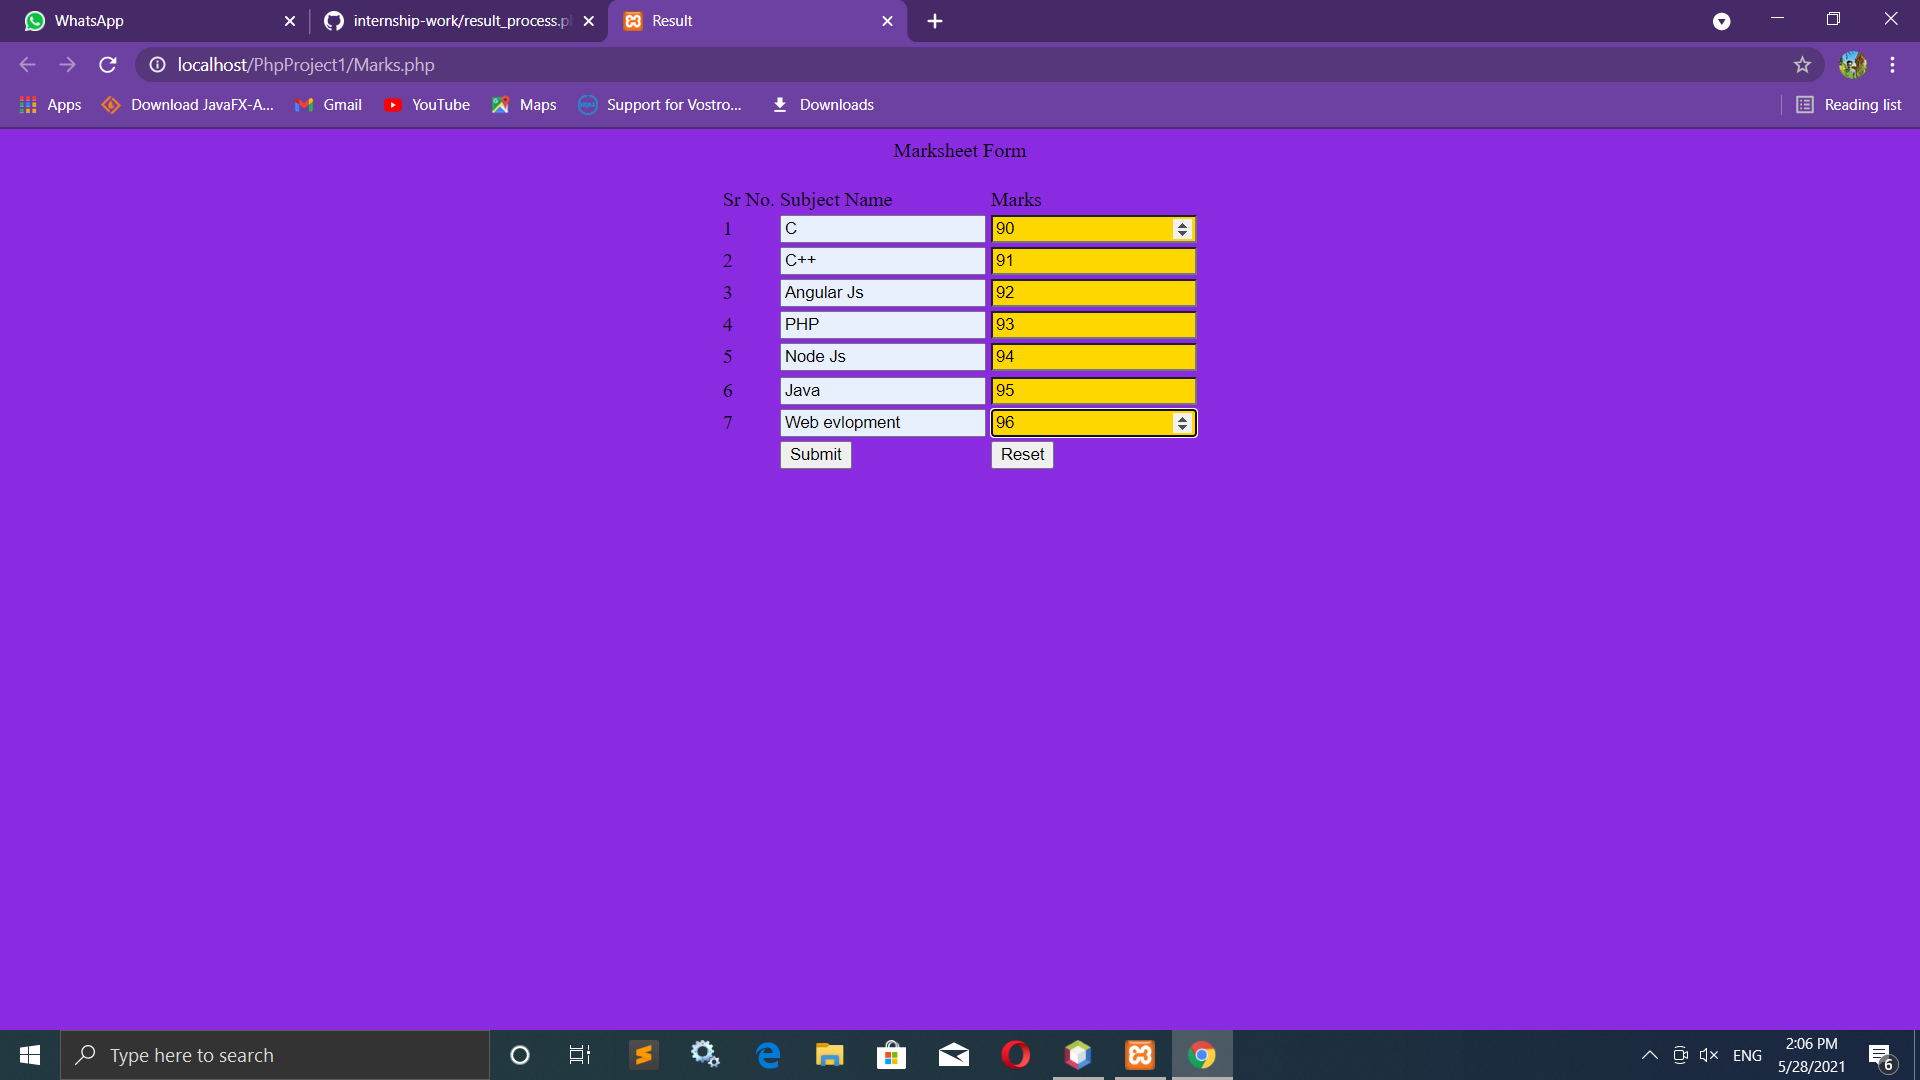 WhatsApp
internship-work/result_process.p
Result
localhost/PhpProject1/Marks.php
Apps
Download JavaFX-A...
Gmail
YouTube
Maps
Support for Vostro...
Downloads
Reading list
Marksheet Form
Sr No. Subject Name Marks
1 C 90
2 C++ 91
3 Angular Js 92
4 PHP 93
5 Node Js 94
6 Java 95
7 Web evlopment 96
Submit Reset
Type here to search
ENG
2:06 PM
5/28/2021
6